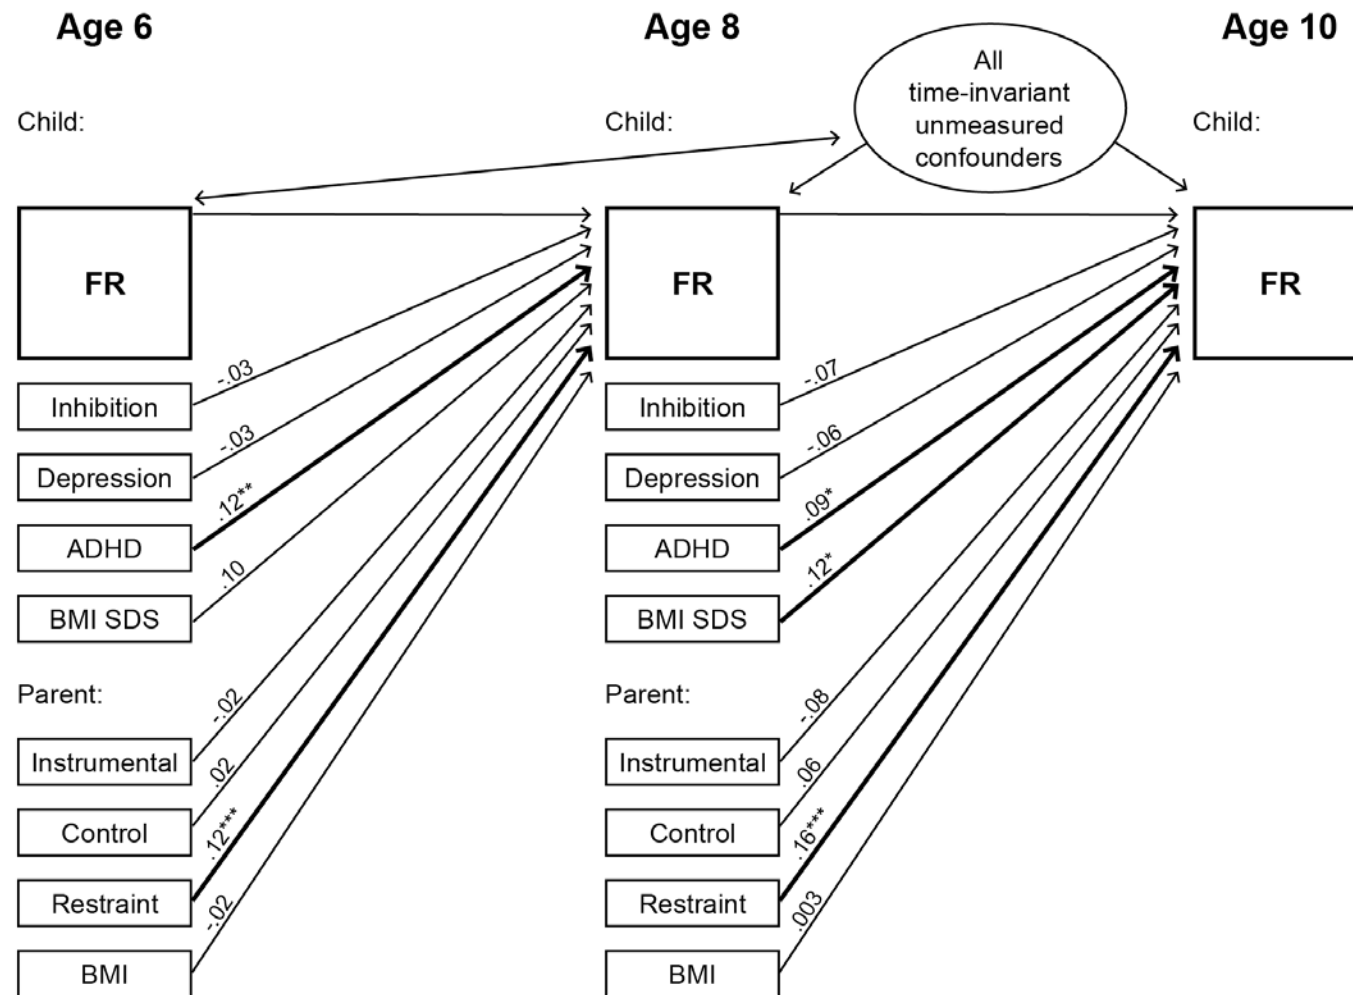 Age 6
Age 8
Age 10
All
time-invariant
unmeasured
confounders
Child:
Child:
Child:
FR
FR
FR
-.03
-.07
Inhibition
Inhibition
-.03
-.06
Depression
Depression
.12**
.09*
ADHD
ADHD
.10
.12*
BMI SDS
BMI SDS
Parent:
Parent:
-.02
-.08
Instrumental
Instrumental
.02
.06
Control
Control
.12***
.16***
Restraint
Restraint
-.02
.003
BMI
BMI